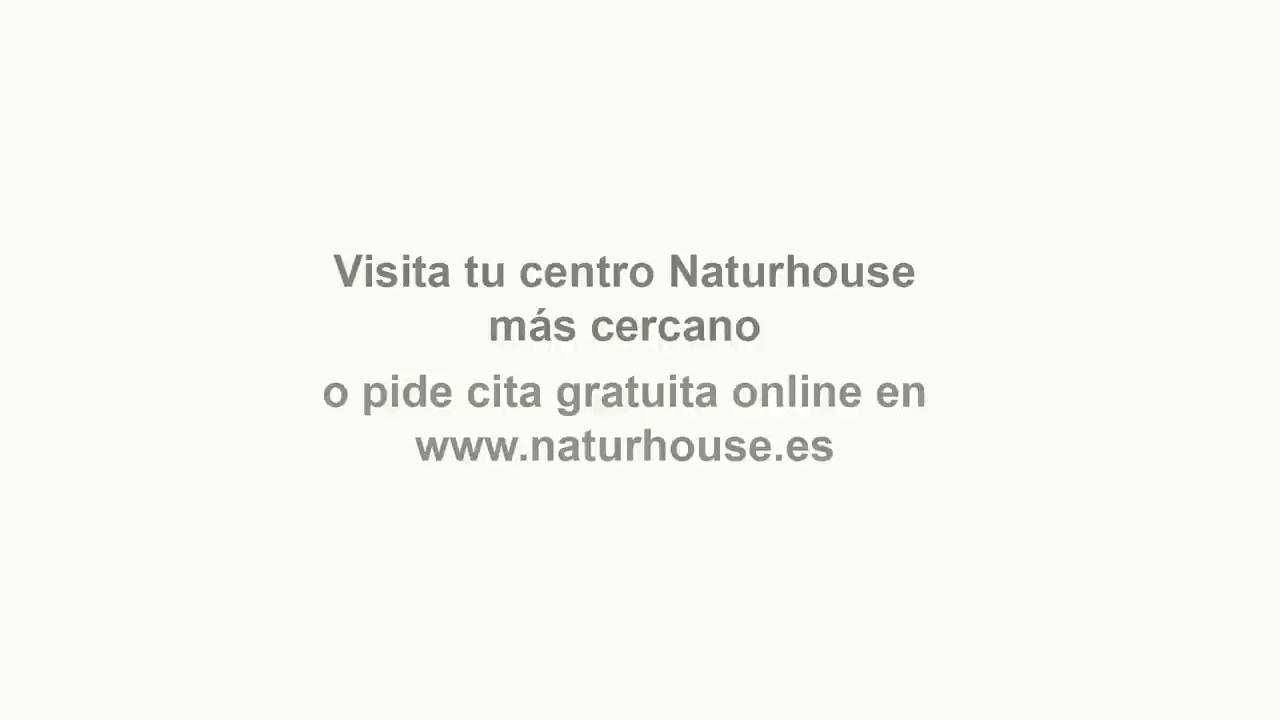 Visita tu centro Naturhouse
más cercano
o pide cita gratuita online en
www.naturhouse.es